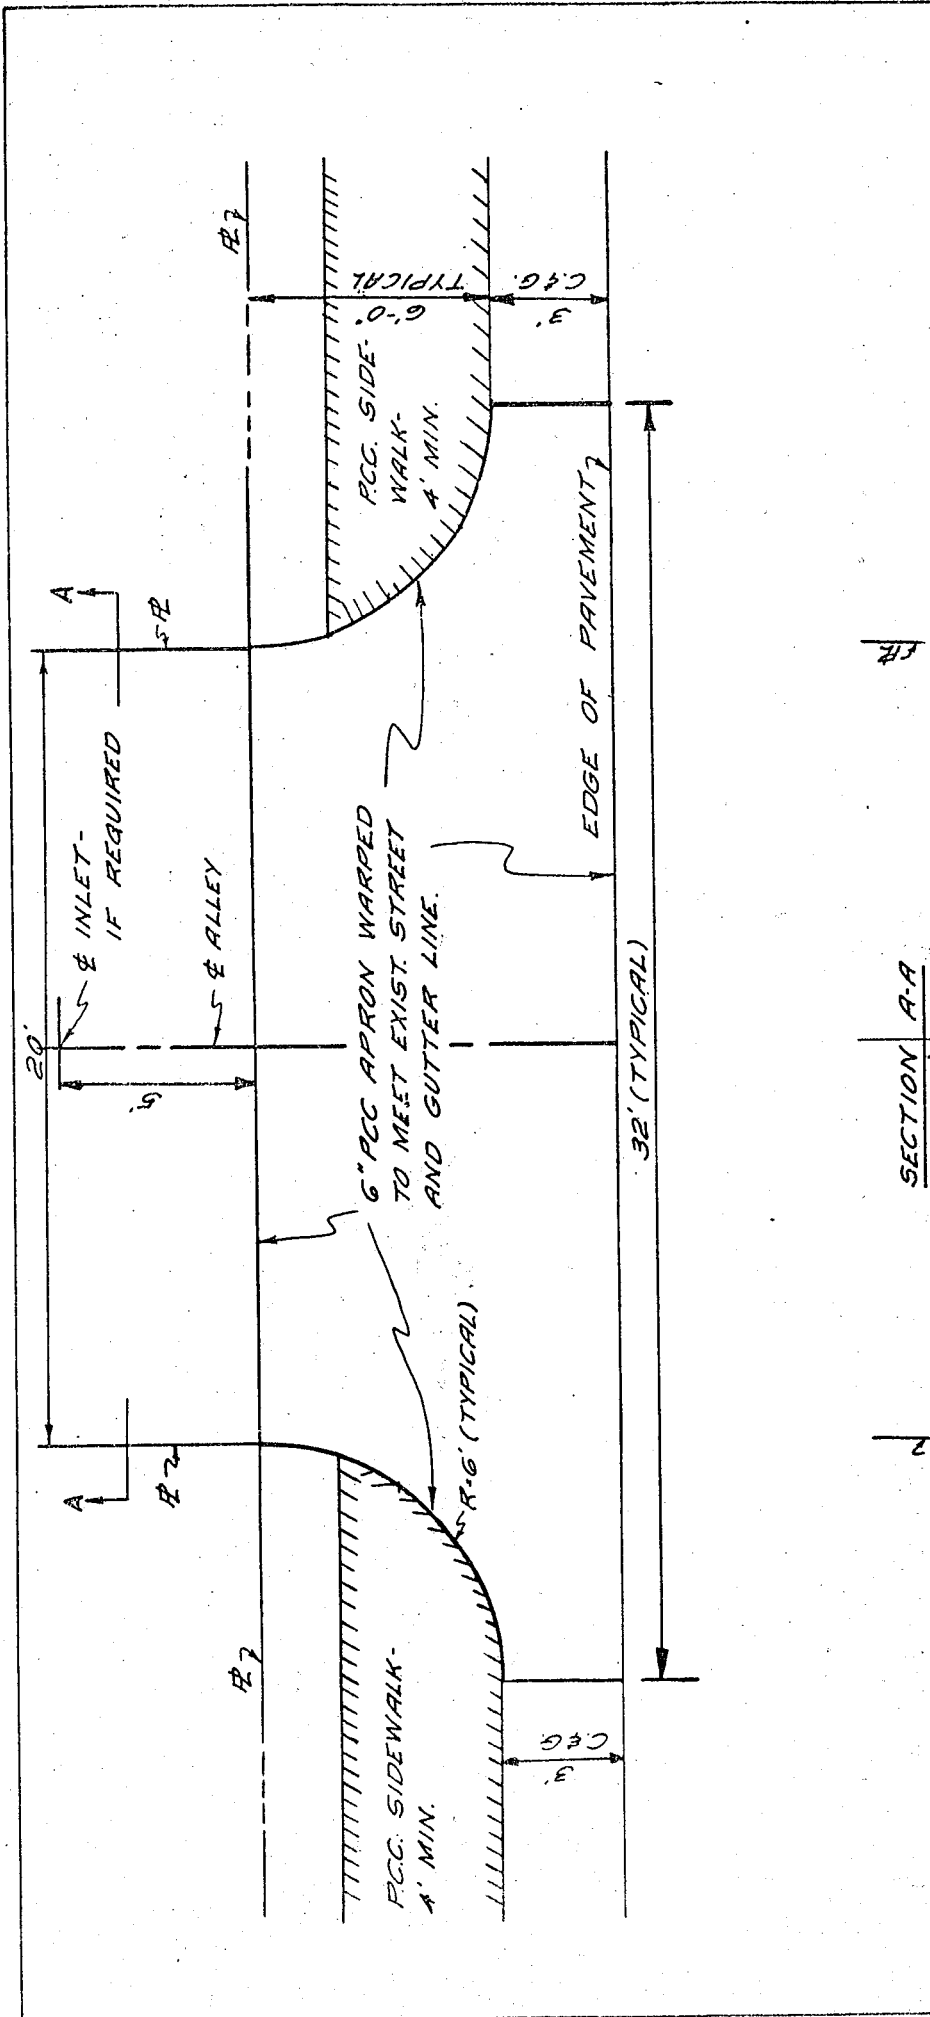 20'
A
A
₵ INLET-
IF REQUIRED
₧
₧
5'
₵ ALLEY
₧
₧
6" PCC APRON WARPED
TO MEET EXIST. STREET
AND GUTTER LINE.
P.C.C. SIDEWALK-
4' MIN.
R=6' (TYPICAL).
P.C.C. SIDE-
WALK-
4' MIN.
6'-0"
TYPICAL
3'
C.&G.
3'
C.&G.
EDGE OF PAVEMENT
32' (TYPICAL)
SECTION A-A